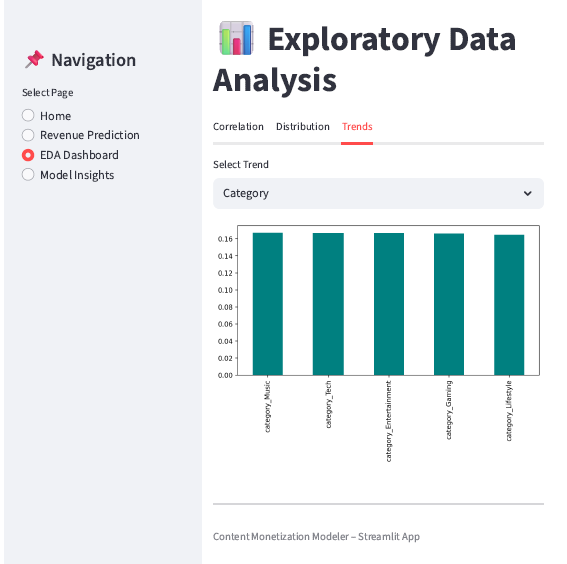 Navigation
Select Page
Home
Revenue Prediction
EDA Dashboard
Model Insights
Exploratory Data
Analysis
Correlation Distribution Trends
Select Trend
Category
0.16
0.14
0.12
0.10
0.08
0.06
0.04
0.02
0.00
category_Music
category_Tech
category_Entertainment
category_Gaming
category_Lifestyle
Content Monetization Modeler – Streamlit App